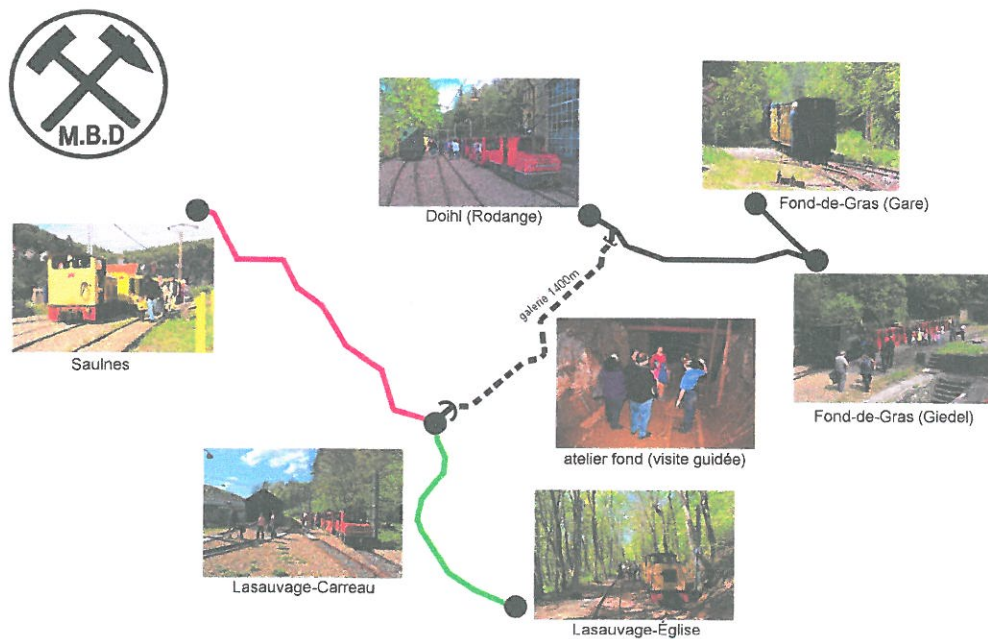 M.B.D
Doihl (Rodange)
Fond-de-Gras (Gare)
Saulnes
galerie 1400m
Fond-de-Gras (Giedel)
atelier fond (visite guidée)
Lasauvage-Carreau
Lasauvage-Église